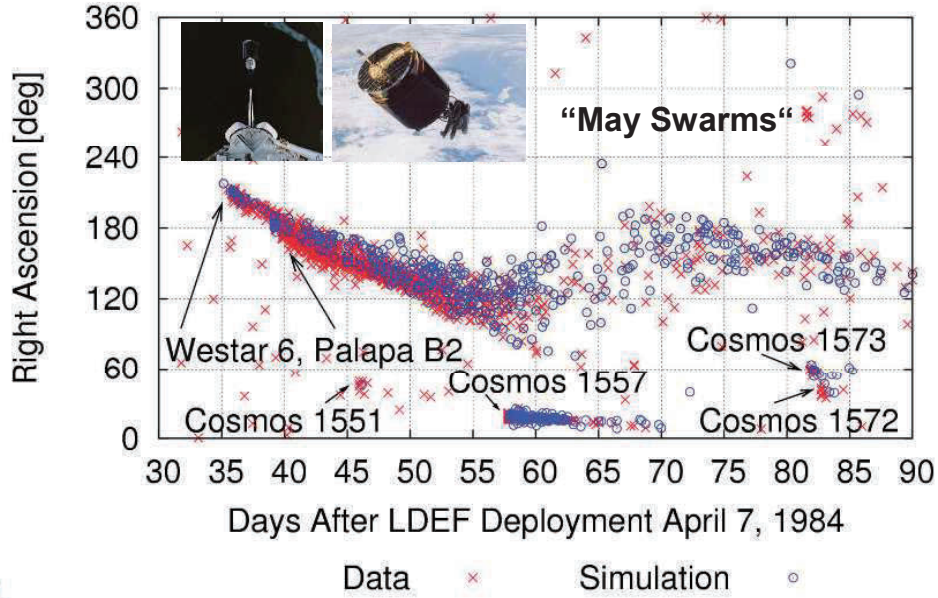 360
300
240
180
120
60
0
Right Ascension [deg]
“May Swarms“
Westar 6, Palapa B2
Cosmos 1551
Cosmos 1557
Cosmos 1573
Cosmos 1572
30 35 40 45 50 55 60 65 70 75 80 85 90
Days After LDEF Deployment April 7, 1984
Data × Simulation ○